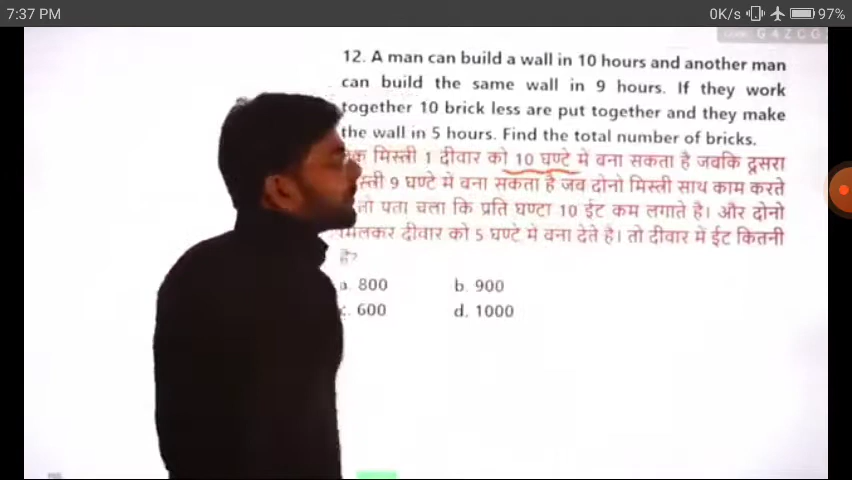 7:37 PM
0K/s 97%
G4ZCG
12. A man can build a wall in 10 hours and another man
can build the same wall in 9 hours. If they work
together 10 brick less are put together and they make
the wall in 5 hours. Find the total number of bricks.
मिस्ती 1 दीवार को 10 घण्टे में बना सकता है जबकि दूसरा
9 घण्टे में बना सकता है जब दोनो मिस्ती साथ काम करते
पता चला कि प्रति घण्टा 10 ईट कम लगाते है। और दोनो
दीवार को 5 घण्टे में बना देते है। तो दीवार में ईट कितनी
है?
a. 800 b. 900
c. 600 d. 1000